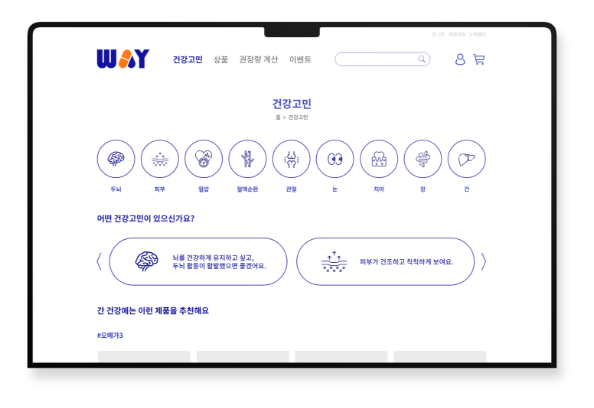 로그인 회원가입 고객센터
WAY
건강고민 상품 권장량 계산 이벤트
건강고민
홈 > 건강고민
두뇌 피부 혈압 혈액순환 관절 눈 치아 장 간
어떤 건강고민이 있으신가요?
뇌를 건강하게 유지하고 싶고,
두뇌 활동이 활발했으면 좋겠어요.
피부가 건조하고 칙칙하게 보여요.
간 건강에는 이런 제품을 추천해요
#오메가3